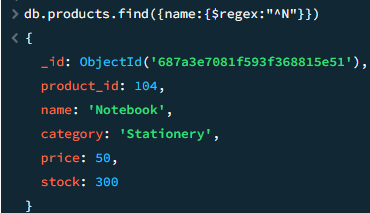 > db.products.find({name:{$regex:"^N"}})
< {
_id: ObjectId('687a3e7081f593f368815e51'),
product_id: 104,
name: 'Notebook',
category: 'Stationery',
price: 50,
stock: 300
}